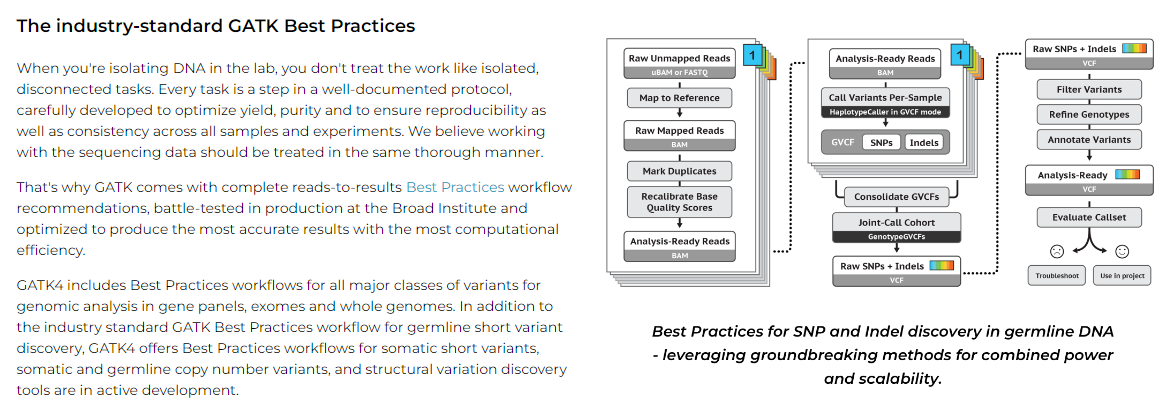 The industry-standard GATK Best Practices
When you're isolating DNA in the lab, you don't treat the work like isolated,
disconnected tasks. Every task is a step in a well-documented protocol,
carefully developed to optimize yield, purity and to ensure reproducibility as
well as consistency across all samples and experiments. We believe working
with the sequencing data should be treated in the same thorough manner.
That's why GATK comes with complete reads-to-results Best Practices workflow
recommendations, battle-tested in production at the Broad Institute and
optimized to produce the most accurate results with the most computational
efficiency.
GATK4 includes Best Practices workflows for all major classes of variants for
genomic analysis in gene panels, exomes and whole genomes. In addition to
the industry standard GATK Best Practices workflow for germline short variant
discovery, GATK4 offers Best Practices workflows for somatic short variants,
somatic and germline copy number variants, and structural variation discovery
tools are in active development.
1
Raw Unmapped Reads
uBAM or FASTQ
Map to Reference
Raw Mapped Reads
BAM
Mark Duplicates
Recalibrate Base
Quality Scores
Analysis-Ready Reads
BAM
1
Analysis-Ready Reads
BAM
Call Variants Per-Sample
HaplotypeCaller in GVCF mode
GVCF SNPs Indels
Consolidate GVCFs
Joint-Call Cohort
GenotypeGVCFs
Raw SNPs + Indels
VCF
Raw SNPs + Indels
VCF
Filter Variants
Refine Genotypes
Annotate Variants
Analysis-Ready
VCF
Evaluate Callset
Troubleshoot
Use in project
Best Practices for SNP and Indel discovery in germline DNA
- leveraging groundbreaking methods for combined power
and scalability.